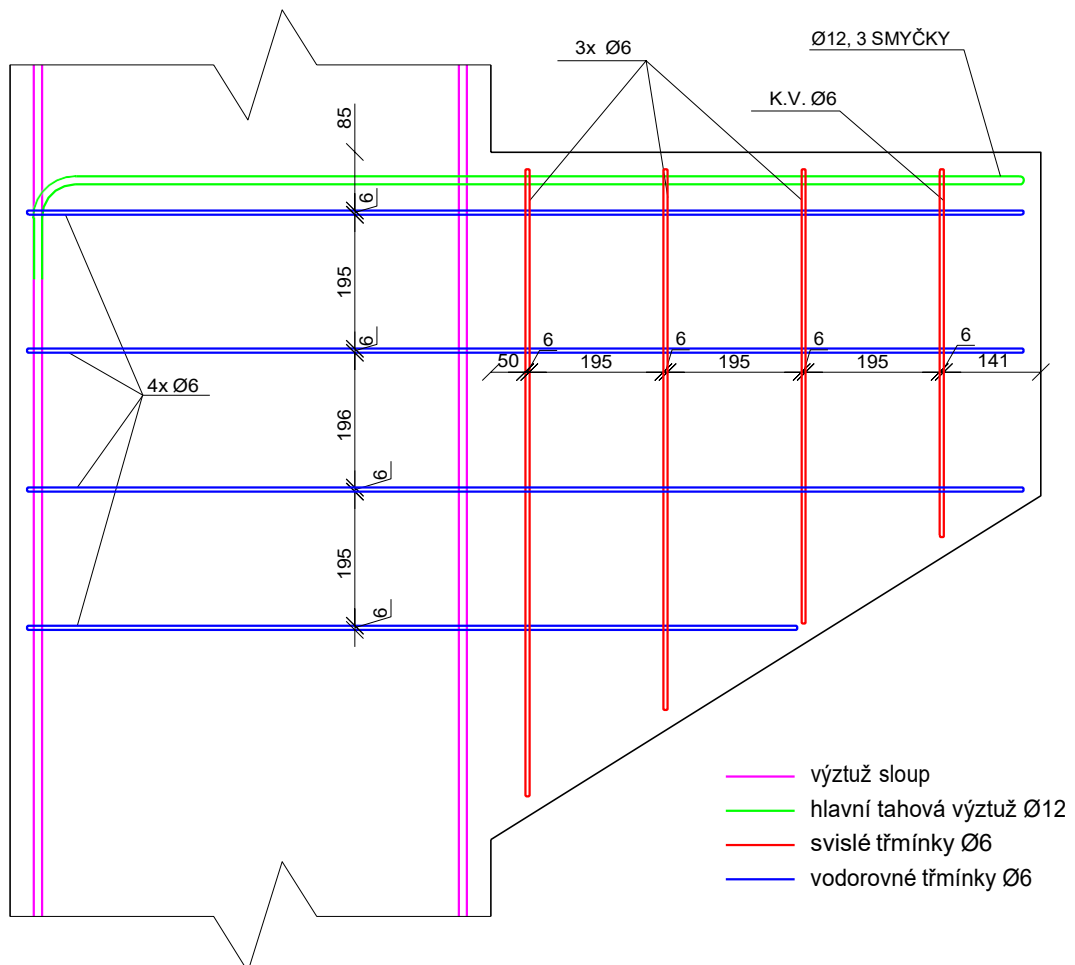 Ø12, 3 SMYČKY
3x Ø6
K.V. Ø6
85
6
195
6
50
6
195
6
195
6
195
6
141
4x Ø6
196
6
195
6
výztuž sloup
hlavní tahová výztuž Ø12
svislé třmínky Ø6
vodorovné třmínky Ø6